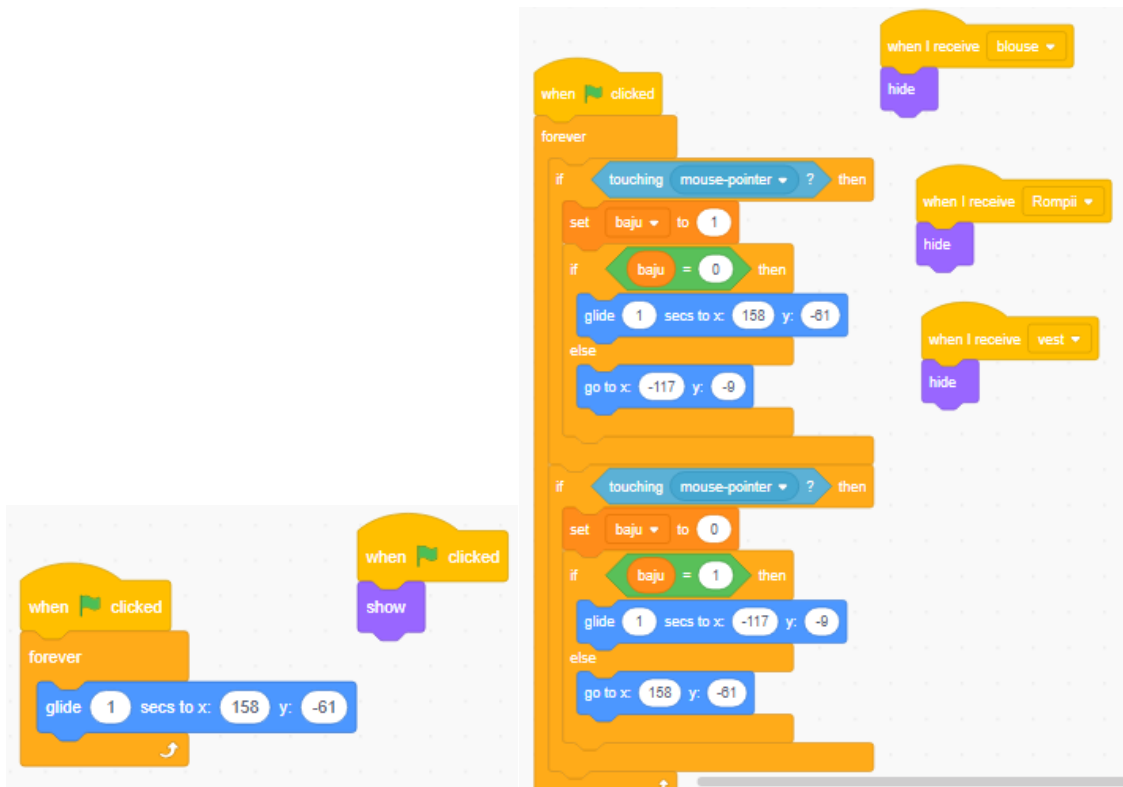 when clicked
show
when clicked
forever
glide 1 secs to x: 158 y: -61
when clicked
forever
if touching mouse-pointer ? then
set baju to 1
if baju = 0 then
glide 1 secs to x: 158 y: -61
else
go to x: -117 y: -9
if touching mouse-pointer ? then
set baju to 0
if baju = 1 then
glide 1 secs to x: -117 y: -9
else
go to x: 158 y: -61
when I receive blouse
hide
when I receive Rompii
hide
when I receive vest
hide